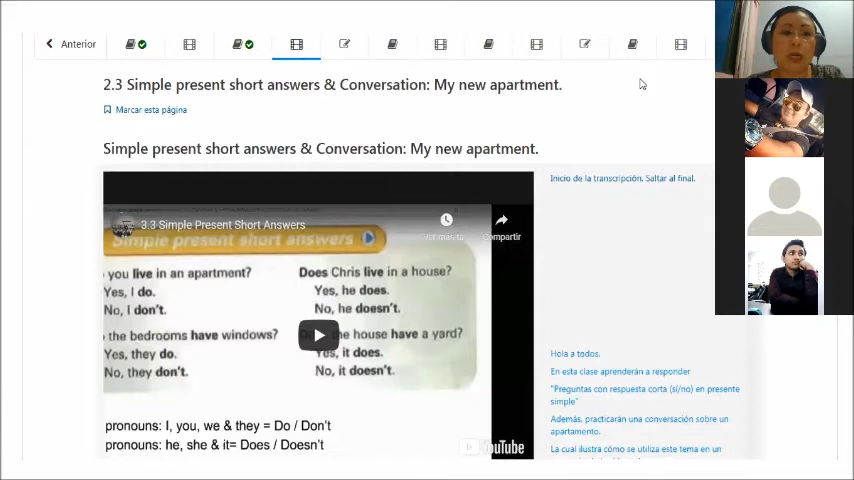 Anterior
2.3 Simple present short answers & Conversation: My new apartment.
Marcar esta página
Simple present short answers & Conversation: My new apartment.
Inicio de la transcripción. Saltar al final.
3.3 Simple Present Short Answers
Compartir
Simple present short answers
you live in an apartment?
Yes, I do.
No, I don't.
the bedrooms have windows?
Yes, they do.
No, they don't.
Does Chris live in a house?
Yes, he does.
No, he doesn't.
the house have a yard?
Yes, it does.
No, it doesn't.
pronouns: I, you, we & they = Do / Don't
pronouns: he, she & it= Does / Doesn't
YouTube
Hola a todos.
En esta clase aprenderán a responder
"Preguntas con respuesta corta (sí/no) en presente
simple"
Además, practicarán una conversación sobre un
apartamento.
La cual ilustra cómo se utiliza este tema en un